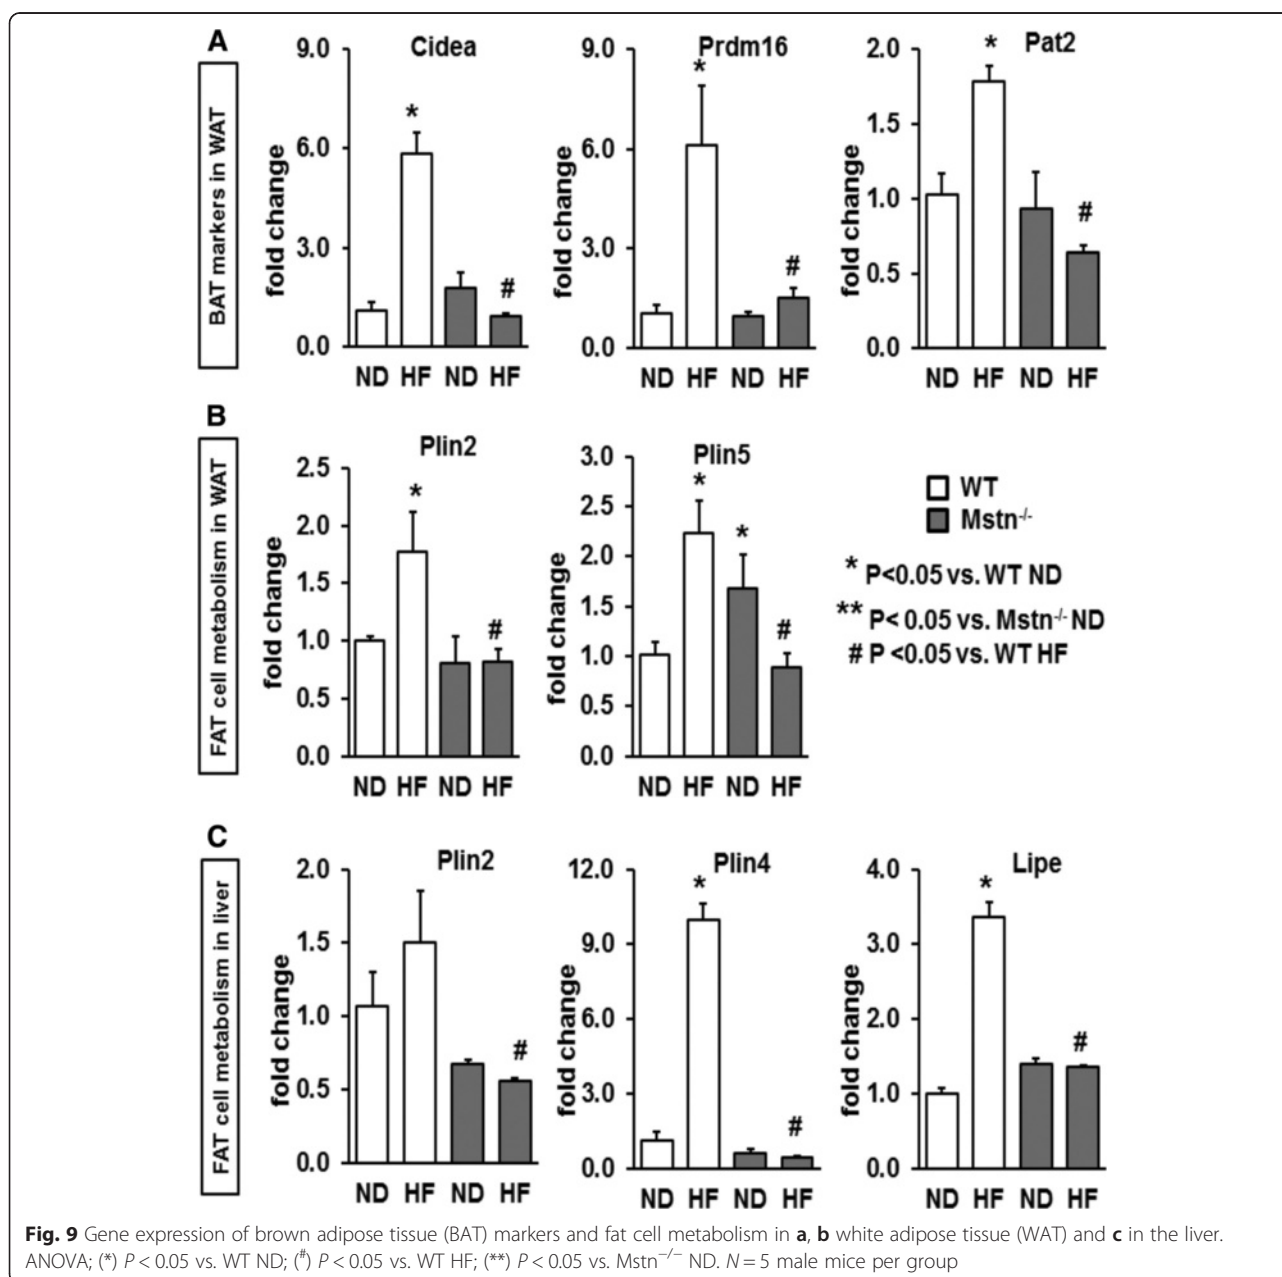 A
BAT markers in WAT
Cidea
fold change
9.0
6.0
3.0
0.0
*
#
ND HF ND HF
Prdm16
fold change
9.0
6.0
3.0
0.0
*
#
ND HF ND HF
Pat2
fold change
2.0
1.5
1.0
0.5
0.0
*
#
ND HF ND HF
B
FAT cell metabolism in WAT
Plin2
fold change
2.5
2.0
1.5
1.0
0.5
0.0
*
#
ND HF ND HF
Plin5
fold change
3.0
2.5
2.0
1.5
1.0
0.5
0.0
*
*
#
ND HF ND HF
WT
Mstn-/-
* P<0.05 vs. WT ND
** P< 0.05 vs. Mstn-/- ND
# P <0.05 vs. WT HF
C
FAT cell metabolism in liver
Plin2
fold change
2.0
1.5
1.0
0.5
0.0
#
ND HF ND HF
Plin4
fold change
12.0
9.0
6.0
3.0
0.0
*
#
ND HF ND HF
Lipe
fold change
4.0
3.0
2.0
1.0
0.0
*
#
ND HF ND HF
Fig. 9 Gene expression of brown adipose tissue (BAT) markers and fat cell metabolism in a, b white adipose tissue (WAT) and c in the liver.
ANOVA; (*) P < 0.05 vs. WT ND; (#) P < 0.05 vs. WT HF; (**) P < 0.05 vs. Mstn−/− ND. N = 5 male mice per group